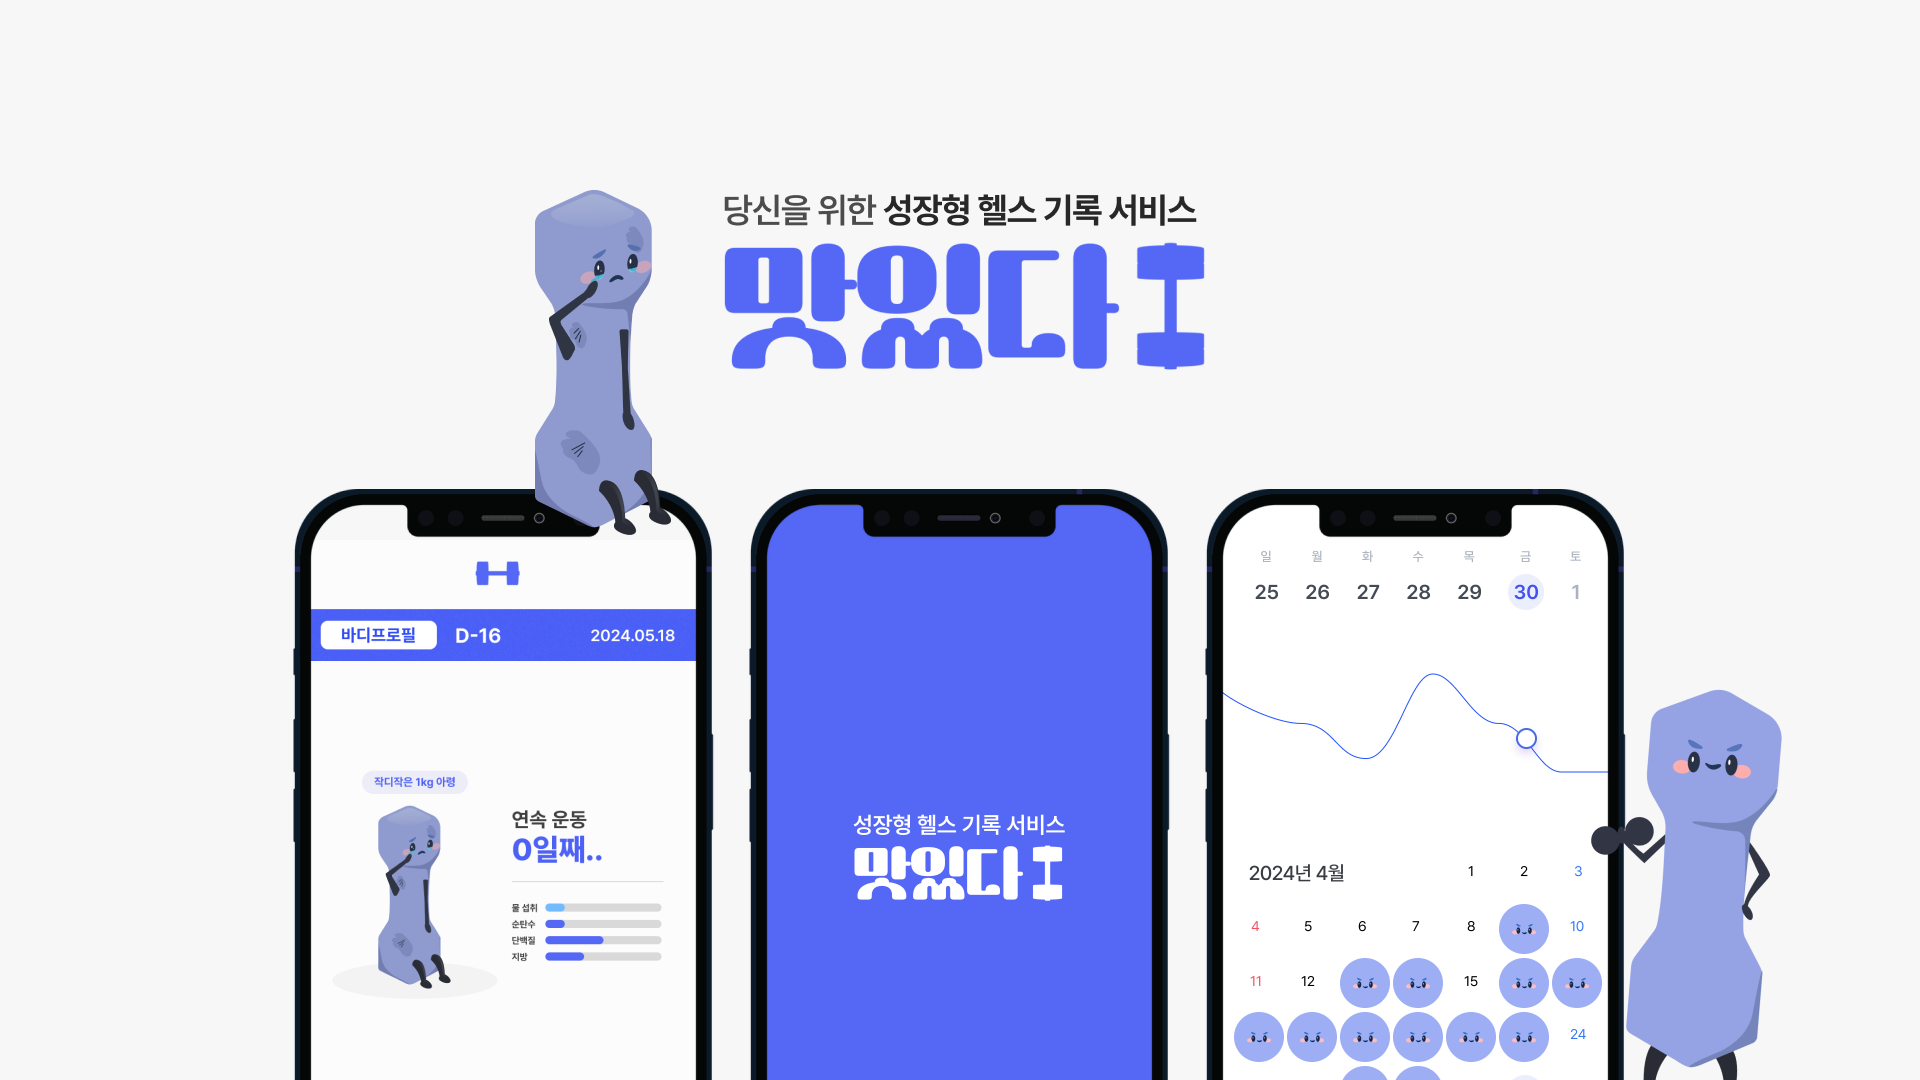 당신을 위한 성장형 헬스 기록 서비스
맛있다
바디프로필 D-16 2024.05.18
작디작은 1kg 아령
연속 운동
0일째..
물 섭취
순탄수
단백질
지방
성장형 헬스 기록 서비스
맛있다
일 월 화 수 목 금 토
25 26 27 28 29 30 1
2024년 4월 1 2 3
4 5 6 7 8 10
11 12 15
24